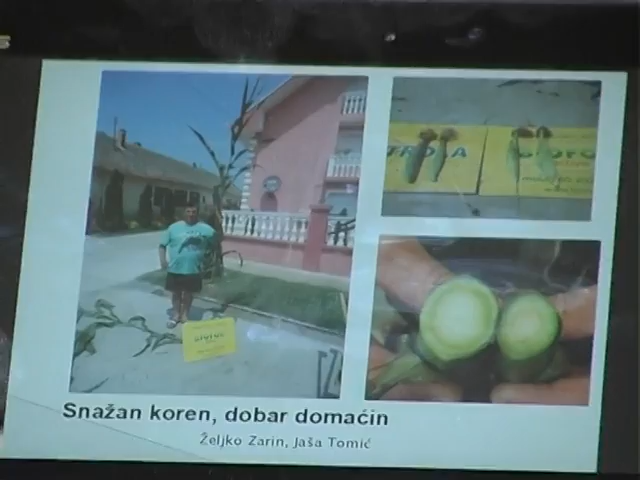 Snažan koren, dobar domaćin
Željko Zarin, Jaša Tomić